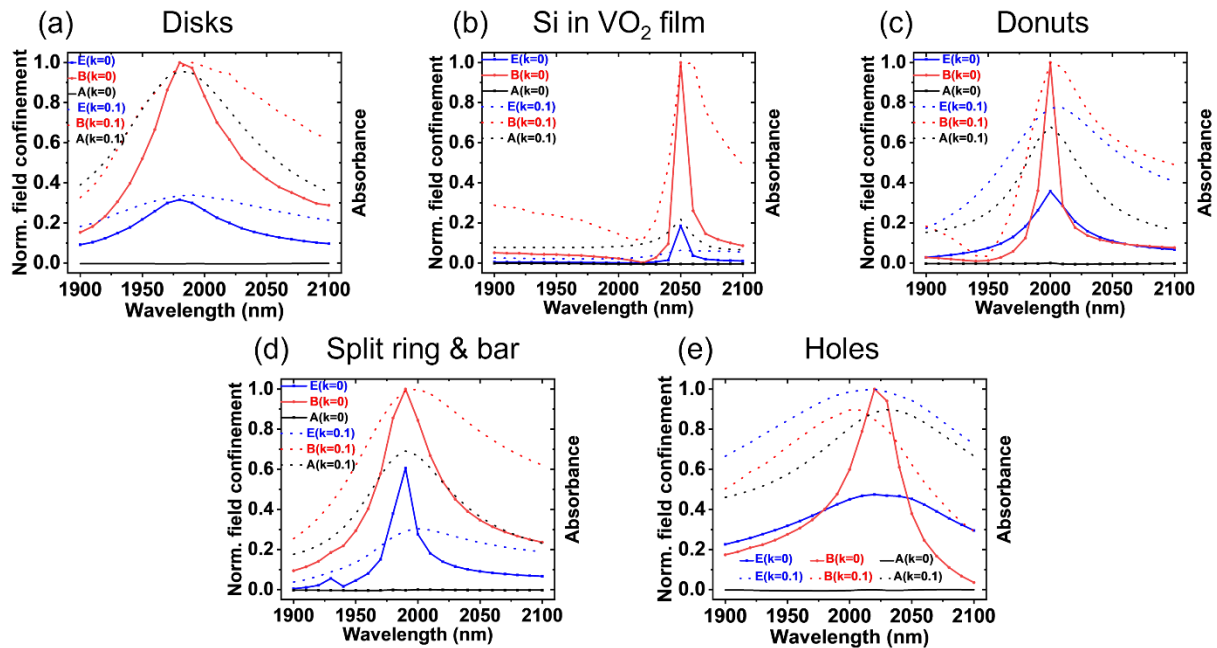 (a) Disks
Norm. field confinement
1.0
0.8
0.6
0.4
0.2
0.0
E(k=0)
B(k=0)
A(k=0)
E(k=0.1)
B(k=0.1)
A(k=0.1)
Absorbance
1900 1950 2000 2050 2100
Wavelength (nm)
(b) Si in VO₂ film
Norm. field confinement
1.0
0.8
0.6
0.4
0.2
0.0
E(k=0)
B(k=0)
A(k=0)
E(k=0.1)
B(k=0.1)
A(k=0.1)
Absorbance
1900 1950 2000 2050 2100
Wavelength (nm)
(c) Donuts
Norm. field confinement
1.0
0.8
0.6
0.4
0.2
0.0
E(k=0)
B(k=0)
A(k=0)
E(k=0.1)
B(k=0.1)
A(k=0.1)
Absorbance
1900 1950 2000 2050 2100
Wavelength (nm)
(d) Split ring & bar
Norm. field confinement
1.0
0.8
0.6
0.4
0.2
0.0
E(k=0)
B(k=0)
A(k=0)
E(k=0.1)
B(k=0.1)
A(k=0.1)
Absorbance
1900 1950 2000 2050 2100
Wavelength (nm)
(e) Holes
Norm. field confinement
1.0
0.8
0.6
0.4
0.2
0.0
E(k=0) B(k=0) A(k=0)
E(k=0.1) B(k=0.1) A(k=0.1)
Absorbance
1900 1950 2000 2050 2100
Wavelength (nm)